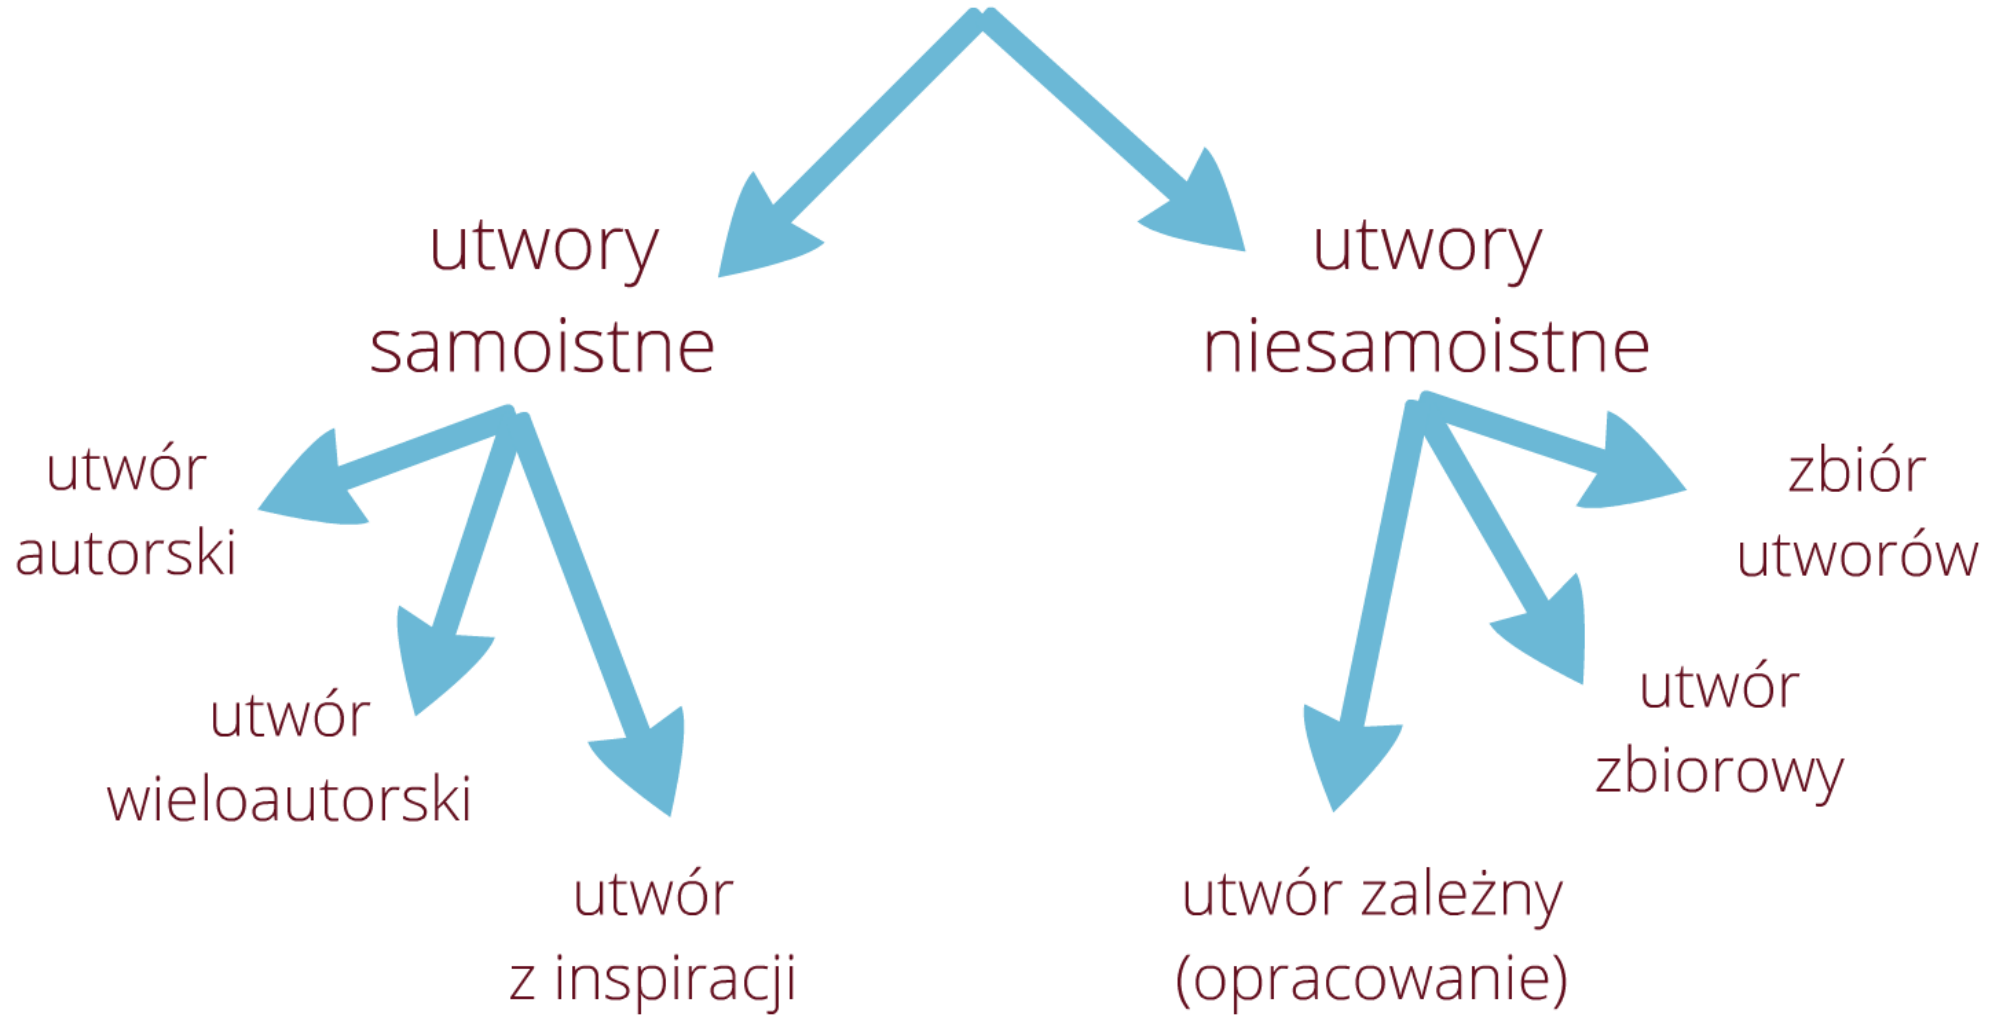 utwory
samoistne
utwory
niesamoistne
utwór
autorski
utwór
wieloautorski
utwór
z inspiracji
utwór zależny
(opracowanie)
utwór
zbiorowy
zbiór
utworów